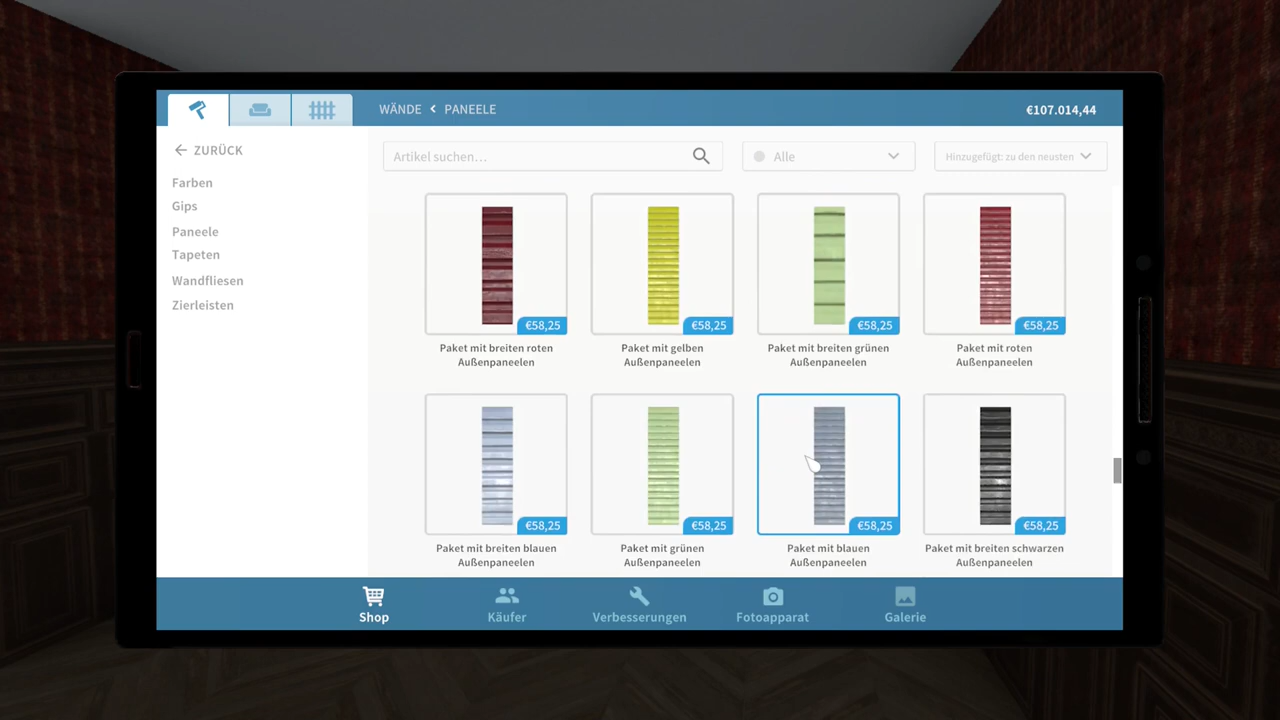 WÄNDE < PANEELE
€107.014,44
ZURÜCK
Farben
Gips
Paneele
Tapeten
Wandfliesen
Zierleisten
Artikel suchen...
Alle
Hinzugefügt: zu den neusten
€58,25
€58,25
€58,25
€58,25
Paket mit breiten roten
Außenpaneelen
Paket mit gelben
Außenpaneelen
Paket mit breiten grünen
Außenpaneelen
Paket mit roten
Außenpaneelen
€58,25
€58,25
€58,25
€58,25
Paket mit breiten blauen
Außenpaneelen
Paket mit grünen
Außenpaneelen
Paket mit blauen
Außenpaneelen
Paket mit breiten schwarzen
Außenpaneelen
Shop
Käufer
Verbesserungen
Fotoapparat
Galerie